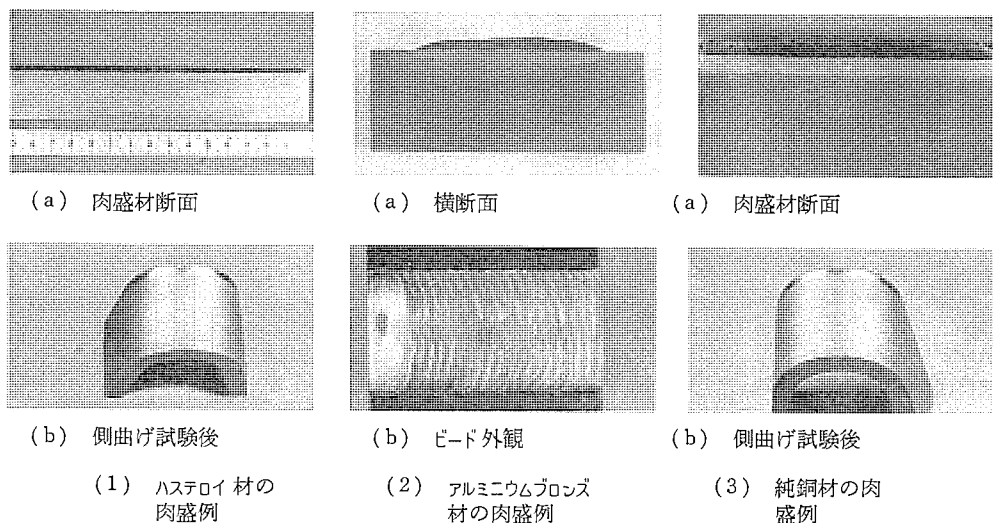 (a) 肉盛材断面
(a) 横断面
(a) 肉盛材断面
(b) 側曲げ試験後
(b) ビード外観
(b) 側曲げ試験後
(1) ハステロイ材の
肉盛例
(2) アルミニウムブロンズ
材の肉盛例
(3) 純銅材の肉
盛例